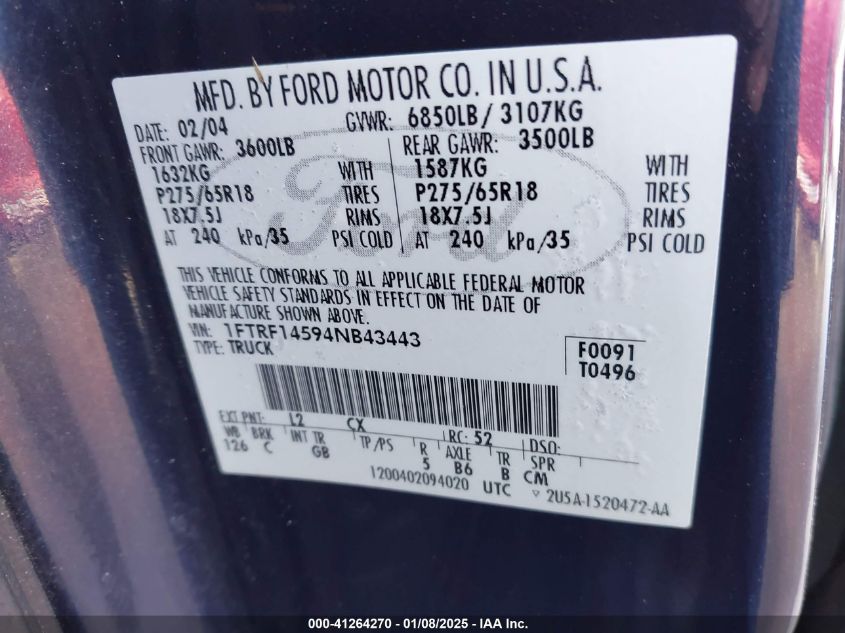 MFD. BY FORD MOTOR CO. IN U.S.A.
DATE: 02/04 GVWR: 6850LB / 3107KG
FRONT GAWR: 3600LB REAR GAWR: 3500LB
1632KG WITH 1587KG WITH
P275/65R18 TIRES P275/65R18 TIRES
18X7.5J RIMS 18X7.5J RIMS
AT 240 kPa/35 PSI COLD AT 240 kPa/35 PSI COLD
Ford
THIS VEHICLE CONFORMS TO ALL APPLICABLE FEDERAL MOTOR
VEHICLE SAFETY STANDARDS IN EFFECT ON THE DATE OF
MANUFACTURE SHOWN ABOVE.
VIN: 1FTRF14594NB43443
TYPE: TRUCK
F0091
T0496
EXT PNT: L2 CX RC: 52 DSO:
WB BRK INT TR TP/PS R AXLE TR SPR
126 C GB 5 B6 B CM
1200402094020 UTC ▽ 2U5A-1520472-AA
000-41264270 - 01/08/2025 - IAA Inc.